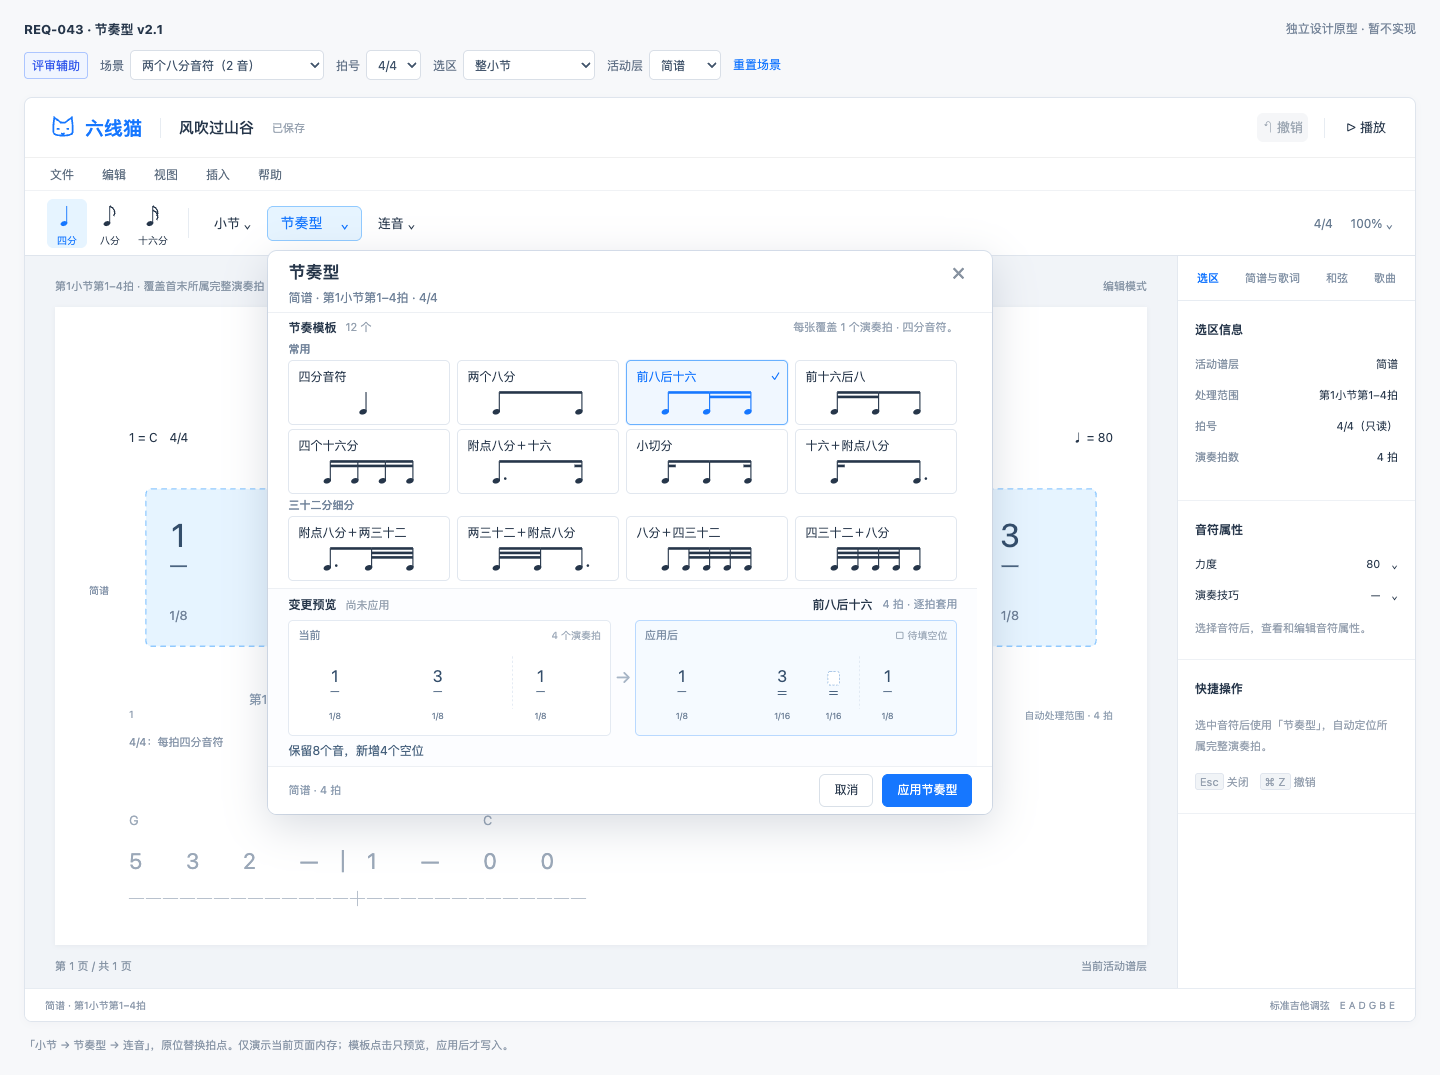 REQ-043 · 节奏型 v2.1
独立设计原型 · 暂不实现
评审辅助 场景 两个八分音符（2 音） 拍号 4/4 选区 整小节 活动层 简谱 重置场景
六线猫 风吹过山谷 已保存
撤销 播放
文件 编辑 视图 插入 帮助
四分 八分 十六分 小节 节奏型 连音
4/4 100%
第1小节第1–4拍 · 覆盖首末所属完整演奏拍
编辑模式
1 = C 4/4
♩ = 80
简谱
1
1/8
3
1/8
第1
1
自动处理范围 · 4 拍
4/4：每拍四分音符
G C
5 3 2 — | 1 — 0 0
第 1 页 / 共 1 页
当前活动谱层
节奏型
简谱 · 第1小节第1–4拍 · 4/4
节奏模板 12 个
每张覆盖 1 个演奏拍 · 四分音符。
常用
四分音符 两个八分 前八后十六 ✓ 前十六后八
四个十六分 附点八分＋十六 小切分 十六＋附点八分
三十二分细分
附点八分＋两三十二 两三十二＋附点八分 八分＋四三十二 四三十二＋八分
变更预览 尚未应用
前八后十六 4 拍 · 逐拍套用
当前 4 个演奏拍
1 3 1
1/8 1/8 1/8
→
应用后 待填空位
1 3 1
1/8 1/16 1/16 1/8
保留8个音，新增4个空位
简谱 · 4 拍
取消 应用节奏型
选区 简谱与歌词 和弦 歌曲
选区信息
活动谱层 简谱
处理范围 第1小节第1–4拍
拍号 4/4（只读）
演奏拍数 4 拍
音符属性
力度 80
演奏技巧 —
选择音符后，查看和编辑音符属性。
快捷操作
选中音符后使用「节奏型」，自动定位所
属完整演奏拍。
Esc 关闭 ⌘ Z 撤销
简谱 · 第1小节第1–4拍
标准吉他调弦 E A D G B E
「小节 → 节奏型 → 连音」，原位替换拍点。仅演示当前页面内存；模板点击只预览，应用后才写入。